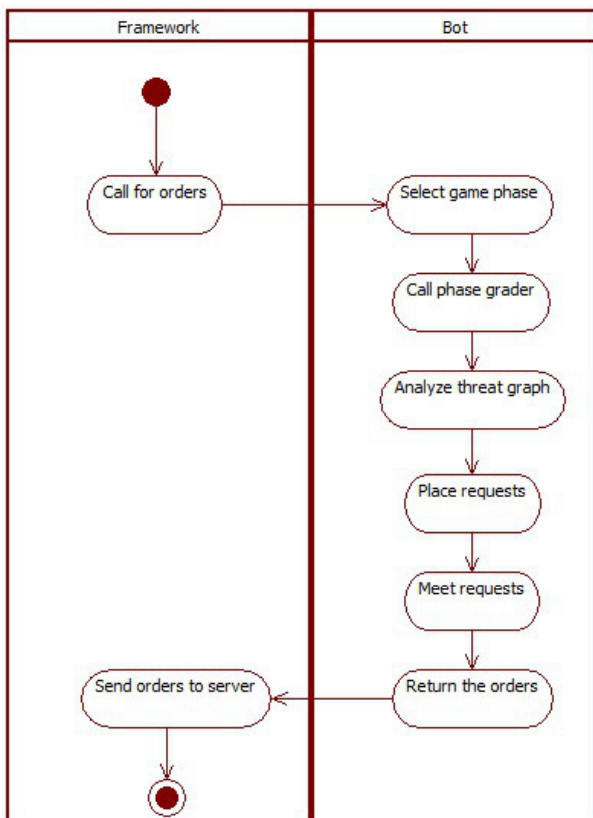 Framework
Bot
Call for orders
Select game phase
Call phase grader
Analyze threat graph
Place requests
Meet requests
Send orders to server
Return the orders